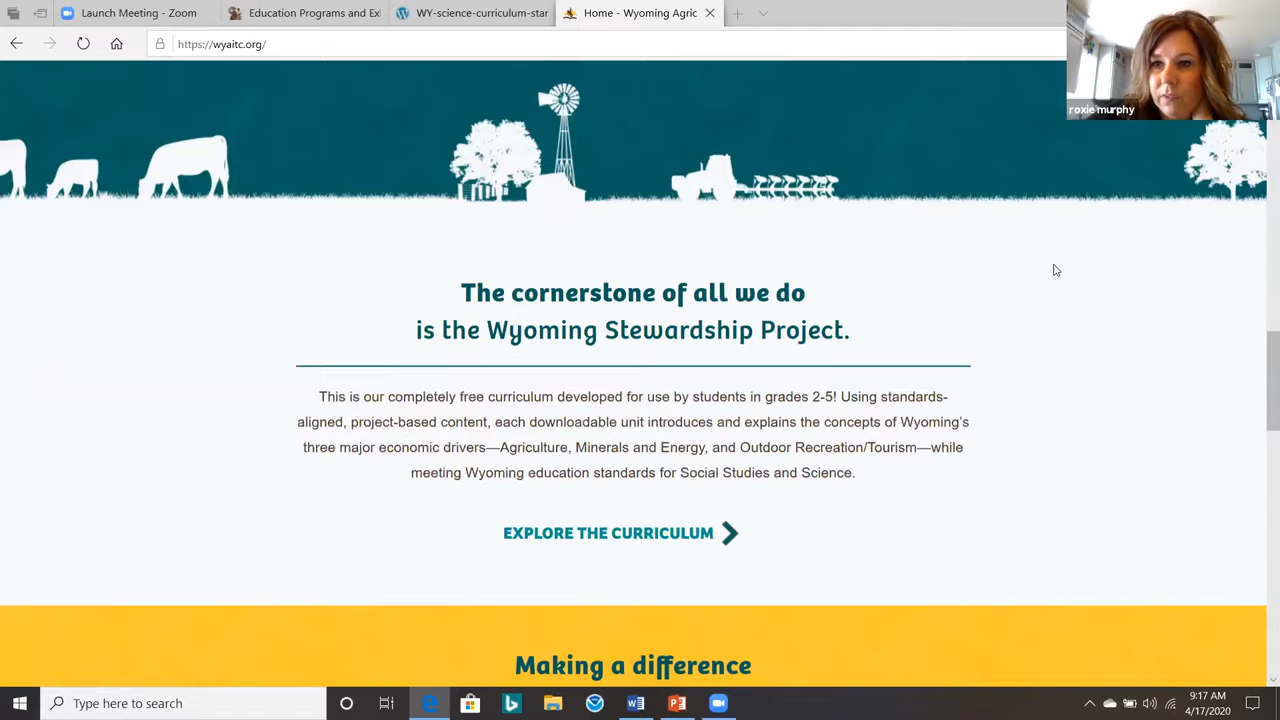 Launch Meeting - Zoom
Education Programs and Ex
WY-science-curriculum-star
Home - Wyoming Agric
https://wyaitc.org/
roxie murphy
The cornerstone of all we do
is the Wyoming Stewardship Project.
This is our completely free curriculum developed for use by students in grades 2-5! Using standards-
aligned, project-based content, each downloadable unit introduces and explains the concepts of Wyoming's
three major economic drivers—Agriculture, Minerals and Energy, and Outdoor Recreation/Tourism—while
meeting Wyoming education standards for Social Studies and Science.
EXPLORE THE CURRICULUM
Making a difference
Type here to search
9:17 AM
4/17/2020